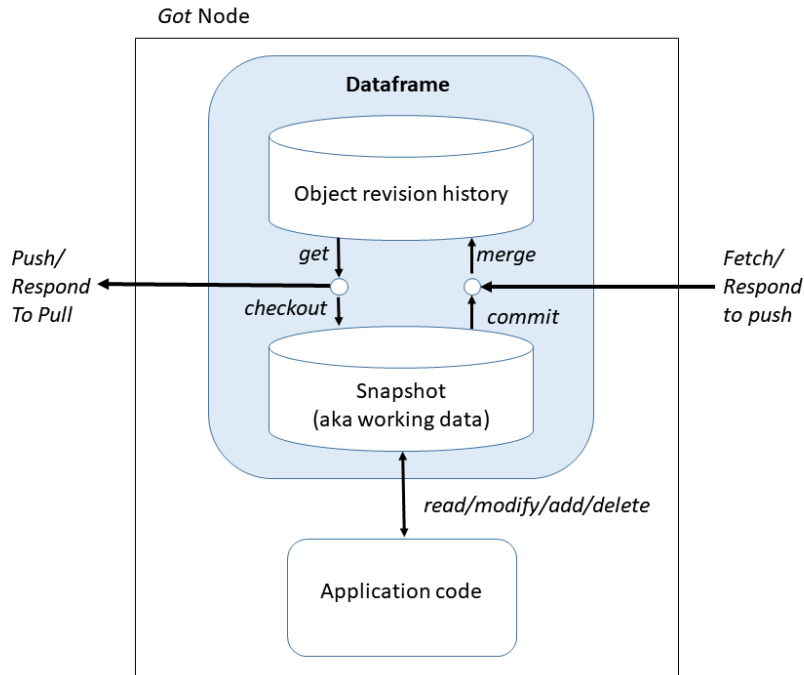 Got Node
Dataframe
Object revision history
get
merge
Push/
Respond
To Pull
Fetch/
Respond
to push
checkout
commit
Snapshot
(aka working data)
read/modify/add/delete
Application code